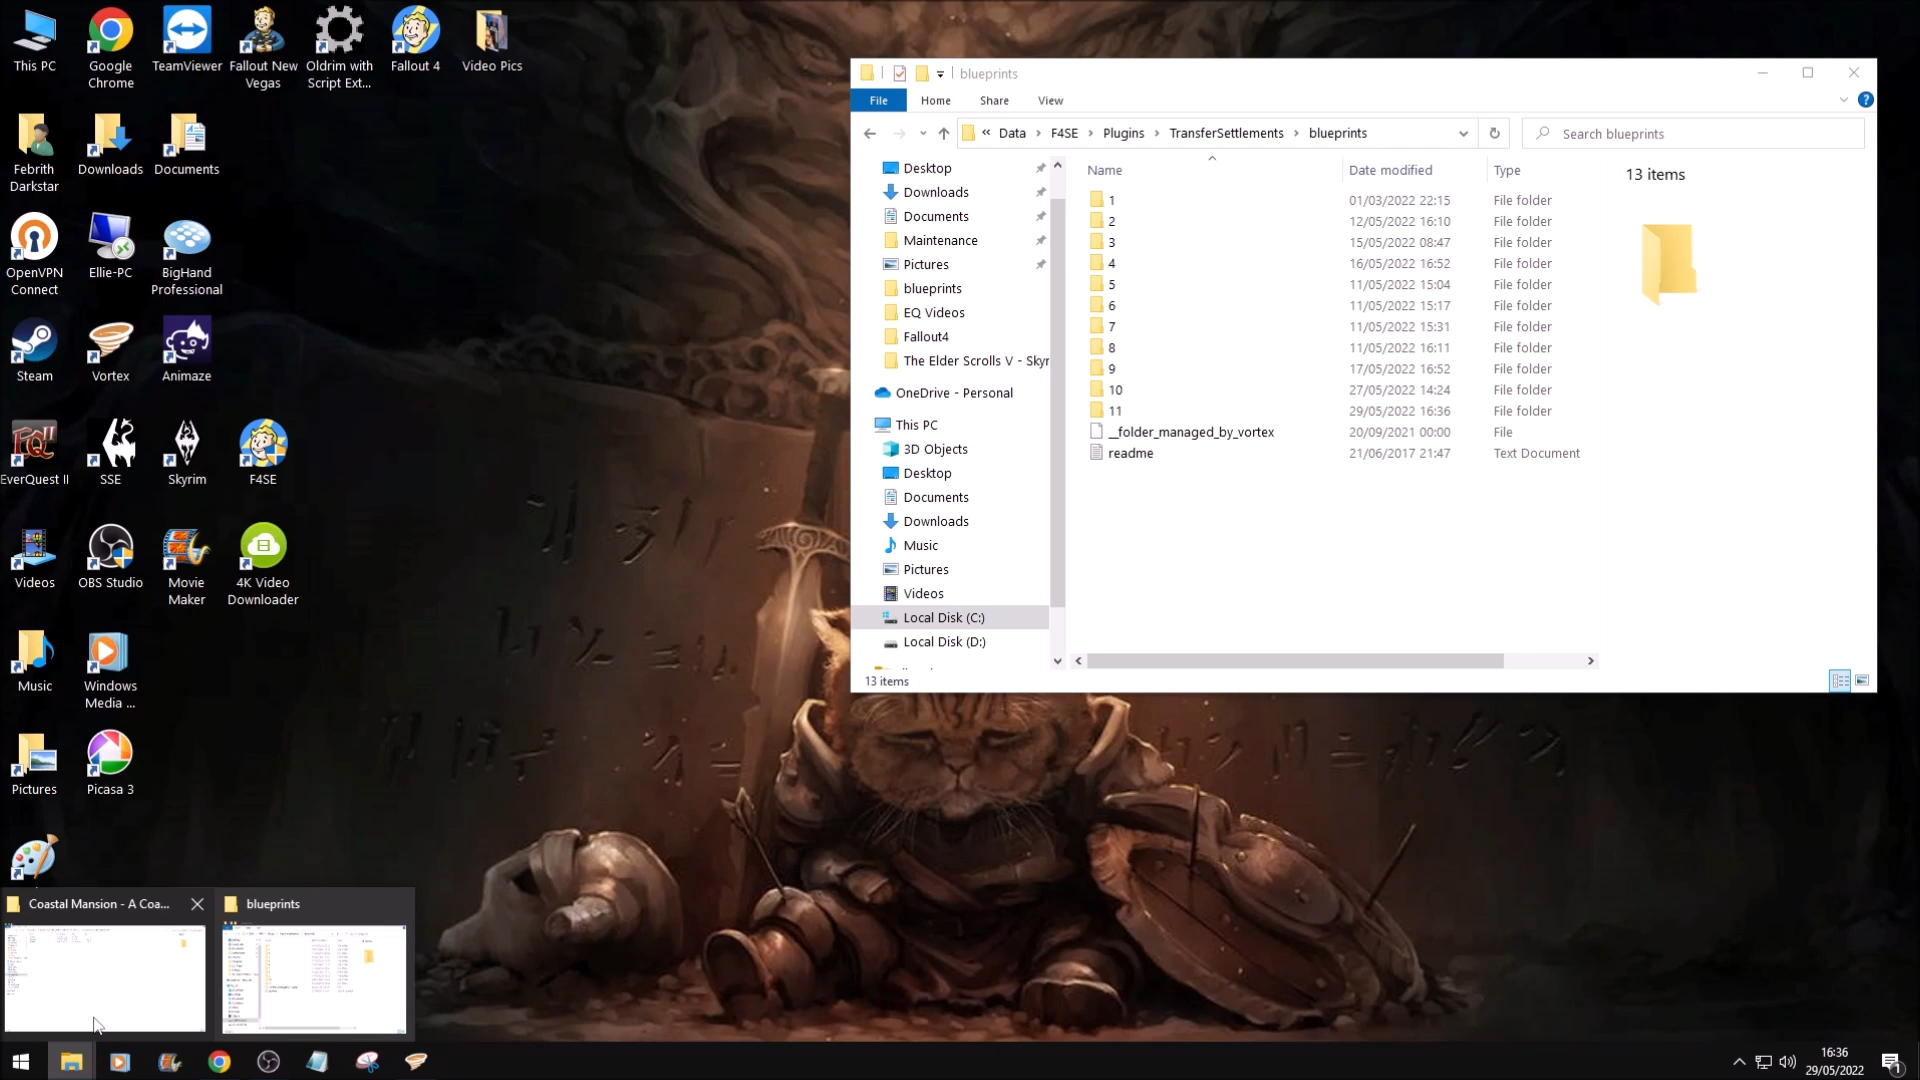 This PC
Google Chrome
TeamViewer
Fallout New Vegas
Oldrim with Script Ext...
Fallout 4
Video Pics
Febrith Darkstar
Downloads
Documents
OpenVPN Connect
Ellie-PC
BigHand Professional
Steam
Vortex
Animaze
EverQuest II
SSE
Skyrim
F4SE
Videos
OBS Studio
Movie Maker
4K Video Downloader
Music
Windows Media ...
Pictures
Picasa 3
blueprints
File Home Share View
« Data › F4SE › Plugins › TransferSettlements › blueprints
Search blueprints
Desktop
Downloads
Documents
Maintenance
Pictures
blueprints
EQ Videos
Fallout4
The Elder Scrolls V - Skyr
OneDrive - Personal
This PC
3D Objects
Desktop
Documents
Downloads
Music
Pictures
Videos
Local Disk (C:)
Local Disk (D:)
Name Date modified Type
1 01/03/2022 22:15 File folder
2 12/05/2022 16:10 File folder
3 15/05/2022 08:47 File folder
4 16/05/2022 16:52 File folder
5 11/05/2022 15:04 File folder
6 11/05/2022 15:17 File folder
7 11/05/2022 15:31 File folder
8 11/05/2022 16:11 File folder
9 17/05/2022 16:52 File folder
10 27/05/2022 14:24 File folder
11 29/05/2022 16:36 File folder
__folder_managed_by_vortex 20/09/2021 00:00 File
readme 21/06/2017 21:47 Text Document
13 items
13 items
Coastal Mansion - A Coa...
blueprints
16:36
29/05/2022
1